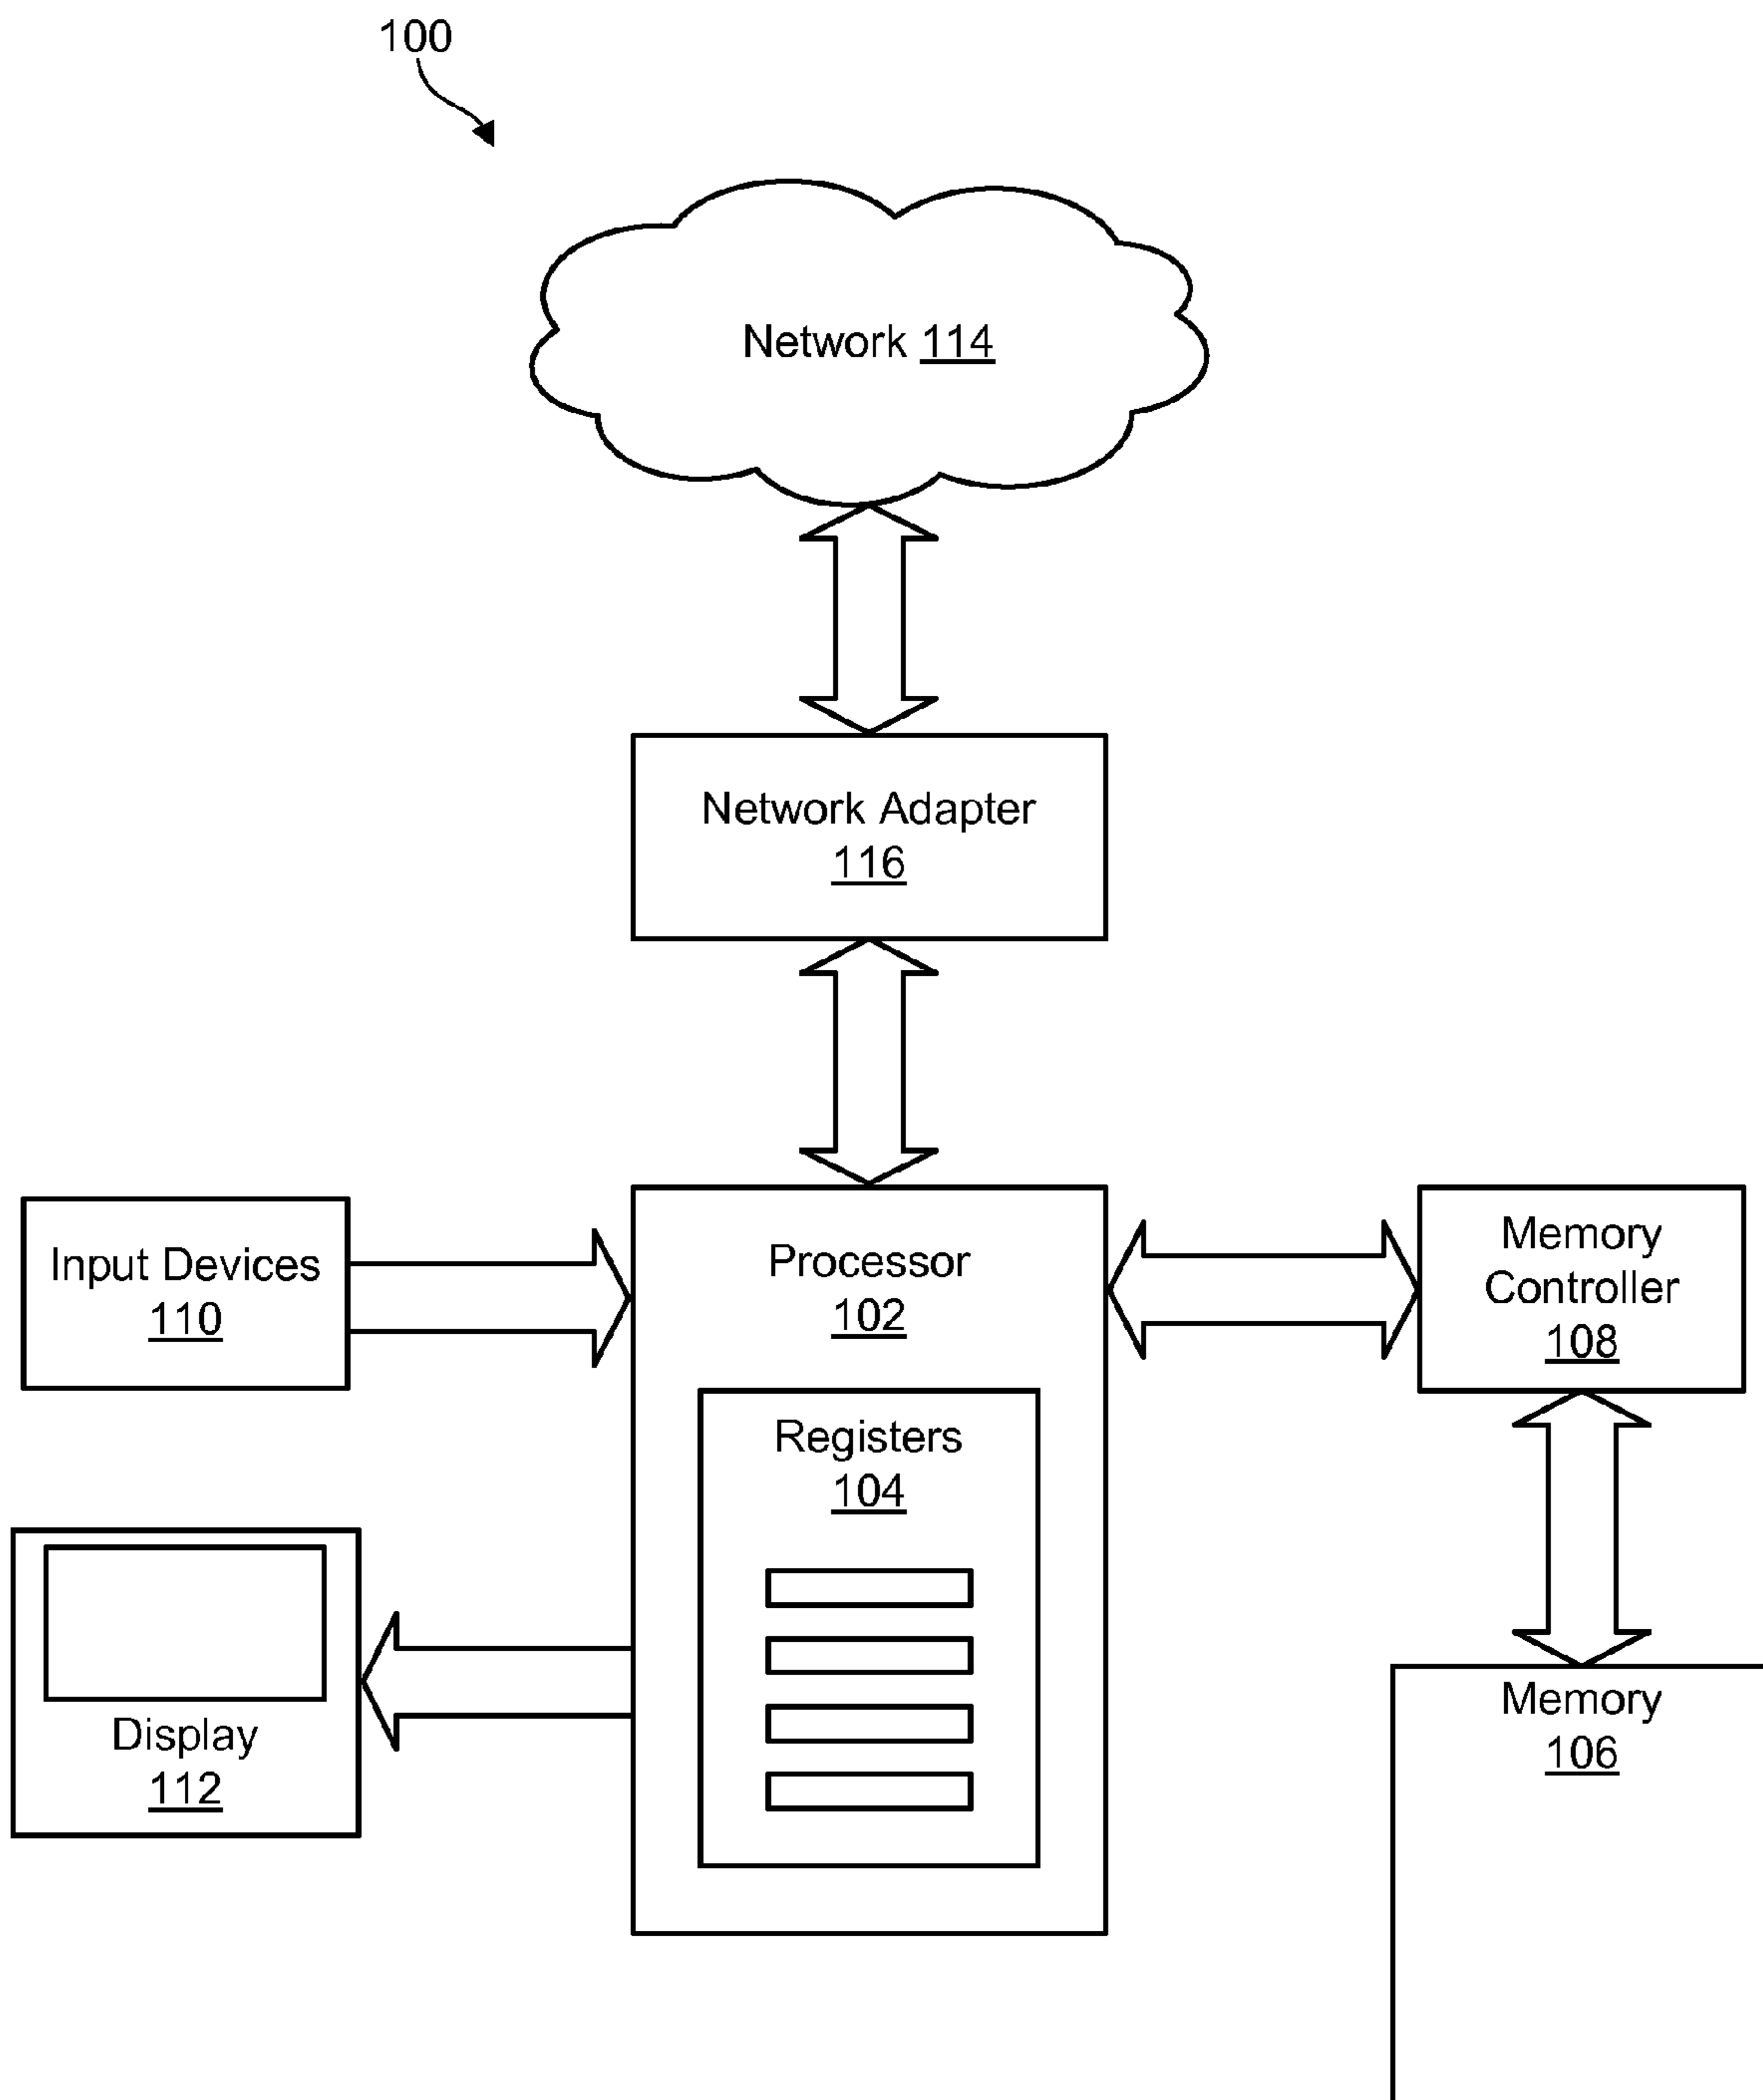 100
Network 114
Network Adapter
116
Input Devices
110
Processor
102
Memory
Controller
108
Registers
104
Display
112
Memory
106